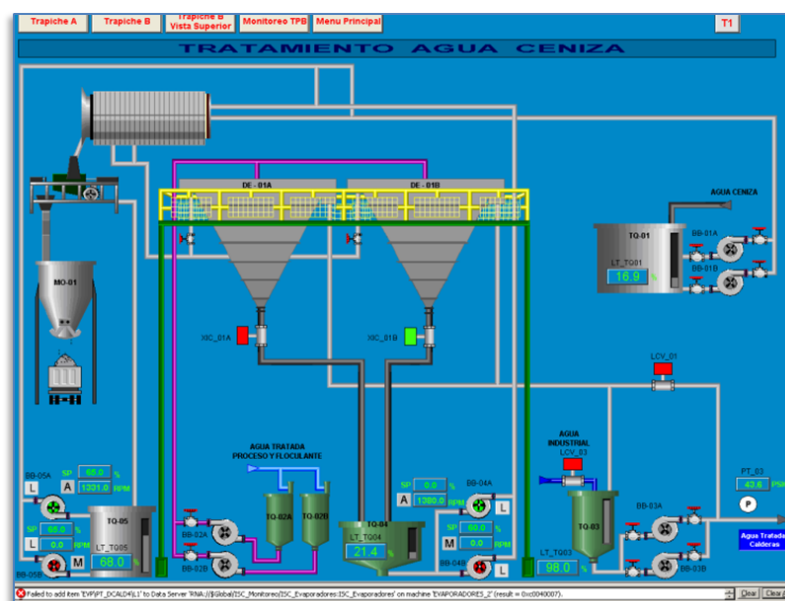 Trapiche A
Trapiche B
Trapiche B
Vista Superior
Monitoreo TPB
Menu Principal
T1
TRATAMIENTO AGUA CENIZA
DE - 01A
DE - 01B
AGUA CENIZA
TQ-01
BB-01A
LT_TQ01
16.9
BB-01B
MO-01
XIC_01A
XIC_01B
LCV_01
AGUA TRATADA
PROCESO Y FLOCULANTE
AGUA
INDUSTRIAL
LCV_03
BB-05A
SP 65.0 %
L
A 1331.0 RPM
SP 0.0 %
BB-04A
A 1380.0 RPM
L
PT_03
43.6 PSI
P
TQ-02A
TQ-02B
TQ-03
BB-03A
SP 65.0 %
L 0.0 RPM
M
BB-05B
TQ-05
LT_TQ05
68.0 %
BB-02A
BB-02B
TQ-04
LT_TQ04
21.4 %
SP 60.0 %
0.0 RPM
M
BB-04B
L
LT_TQ03
98.0 %
BB-03B
Agua Tratada
Calderas
Failed to add item 'EVP\PT_DCAL04\L1' to Data Server 'RNA://$Global/ISC_Monitoreo/ISC_Evaporadores:ISC_Evaporadores' on machine 'EVAPORADORES_2' (result = 0xc0040007).
Clear